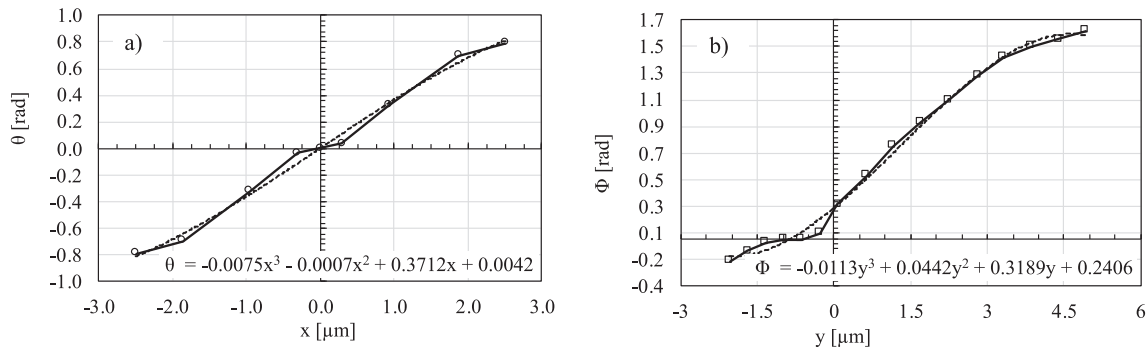 a)
1.0
0.8
0.6
0.4
0.2
0.0
-0.2
-0.4
-0.6
-0.8
-1.0
θ [rad]
θ = -0.0075x³ - 0.0007x² + 0.3712x + 0.0042
-3.0 -2.0 -1.0 0.0 1.0 2.0 3.0
x [µm]
b)
1.7
1.5
1.3
1.1
0.9
0.7
0.5
0.3
0.1
-0.2
-0.4
Φ [rad]
Φ = -0.0113y³ + 0.0442y² + 0.3189y + 0.2406
-3 -1.5 0 1.5 3 4.5 6
y [µm]